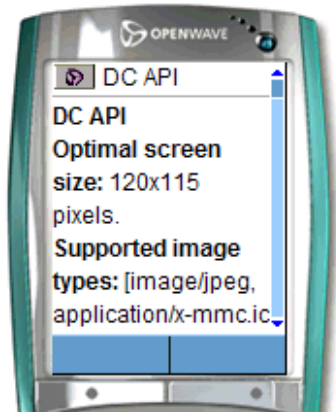 OPENWAVE
DC API
DC API
Optimal screen
size: 120x115
pixels.
Supported image
types: [image/jpeg,
application/x-mmc.ic